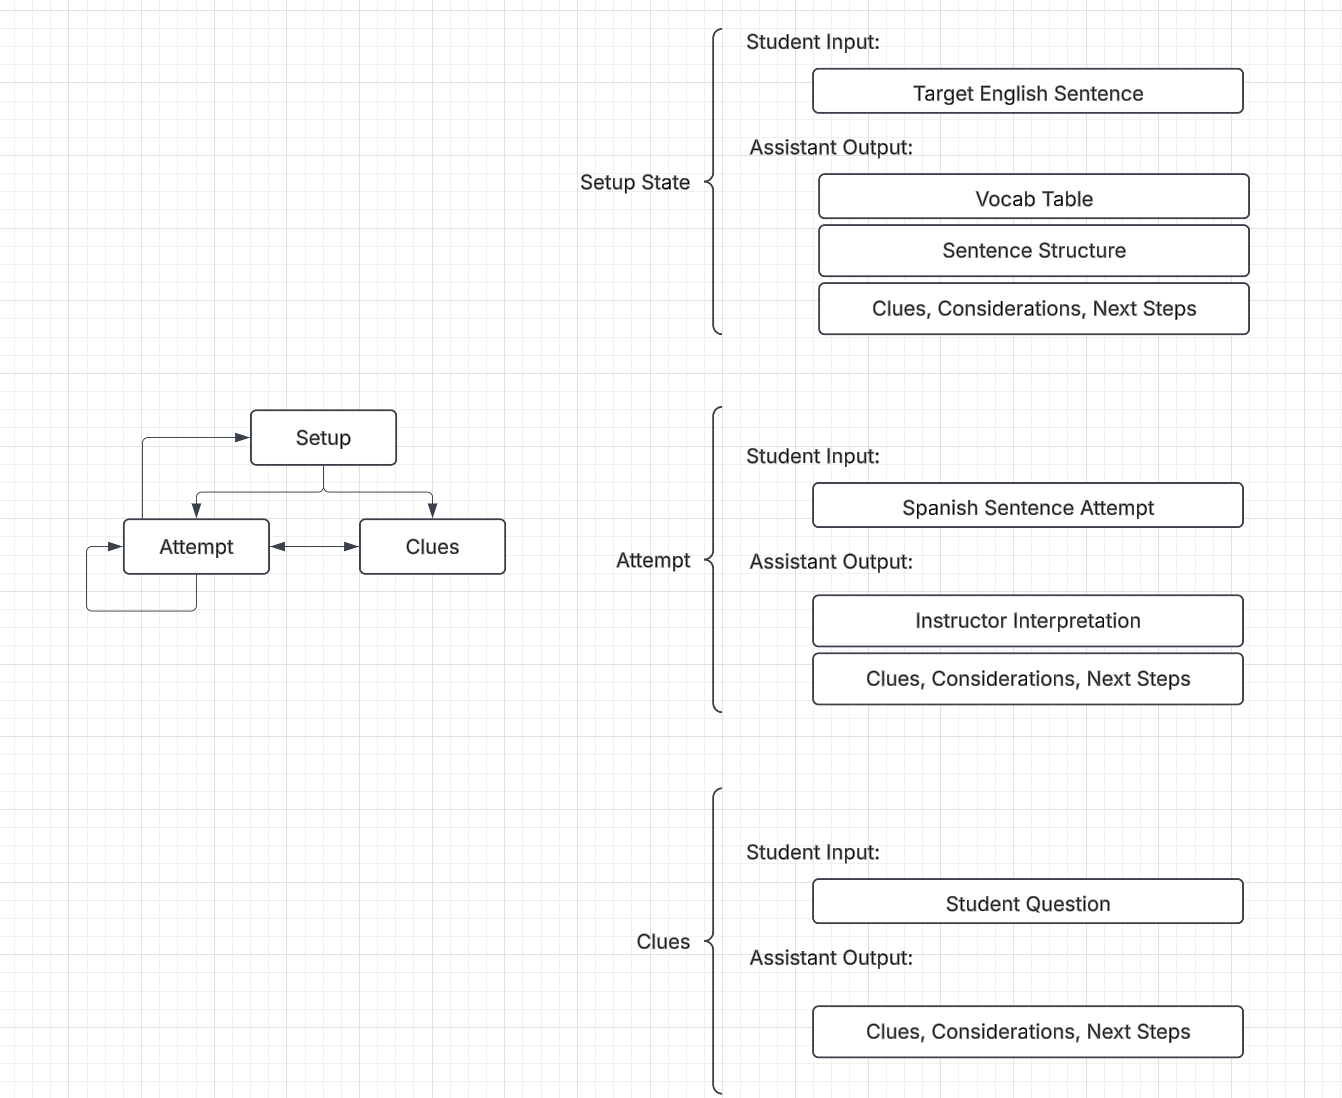 Student Input:
Target English Sentence
Assistant Output:
Setup State
Vocab Table
Sentence Structure
Clues, Considerations, Next Steps
Setup
Attempt
Clues
Student Input:
Spanish Sentence Attempt
Attempt
Assistant Output:
Instructor Interpretation
Clues, Considerations, Next Steps
Student Input:
Student Question
Clues
Assistant Output:
Clues, Considerations, Next Steps